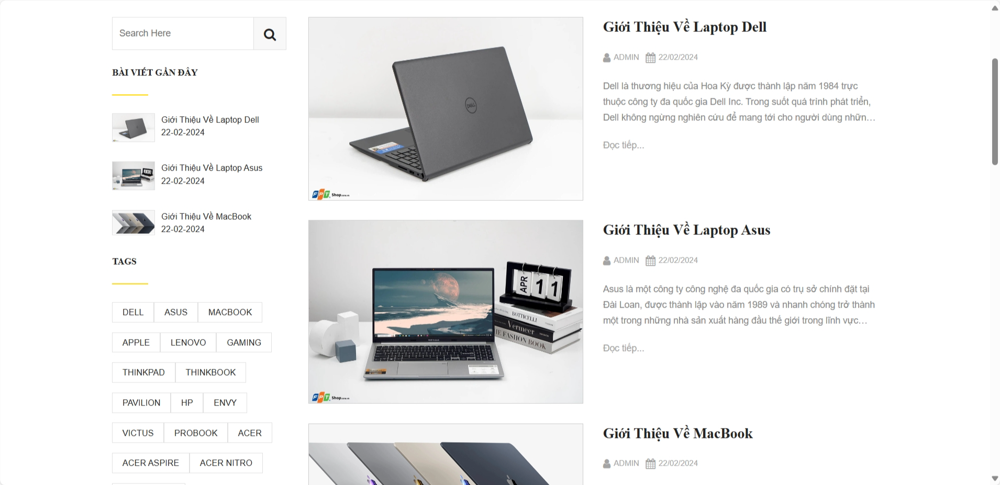 Search Here
BÀI VIẾT GẦN ĐÂY
Giới Thiệu Về Laptop Dell
22-02-2024
Giới Thiệu Về Laptop Asus
22-02-2024
Giới Thiệu Về MacBook
22-02-2024
TAGS
DELL
ASUS
MACBOOK
APPLE
LENOVO
GAMING
THINKPAD
THINKBOOK
PAVILION
HP
ENVY
VICTUS
PROBOOK
ACER
ACER ASPIRE
ACER NITRO
DELL
FPT Shop.com.vn
Giới Thiệu Về Laptop Dell
ADMIN 22/02/2024
Dell là thương hiệu của Hoa Kỳ được thành lập năm 1984 trực
thuộc công ty đa quốc gia Dell Inc. Trong suốt quá trình phát triển,
Dell không ngừng nghiên cứu để mang tới cho người dùng nhữn...
Đọc tiếp...
APR 1 1
BOTTICELLI
Vermeer
HE FASHION BOOK
FPT Shop.com.vn
Giới Thiệu Về Laptop Asus
ADMIN 22/02/2024
Asus là một công ty công nghệ đa quốc gia có trụ sở chính đặt tại
Đài Loan, được thành lập vào năm 1989 và nhanh chóng trở thành
một trong những nhà sản xuất hàng đầu thế giới trong lĩnh vực...
Đọc tiếp...
Giới Thiệu Về MacBook
ADMIN 22/02/2024